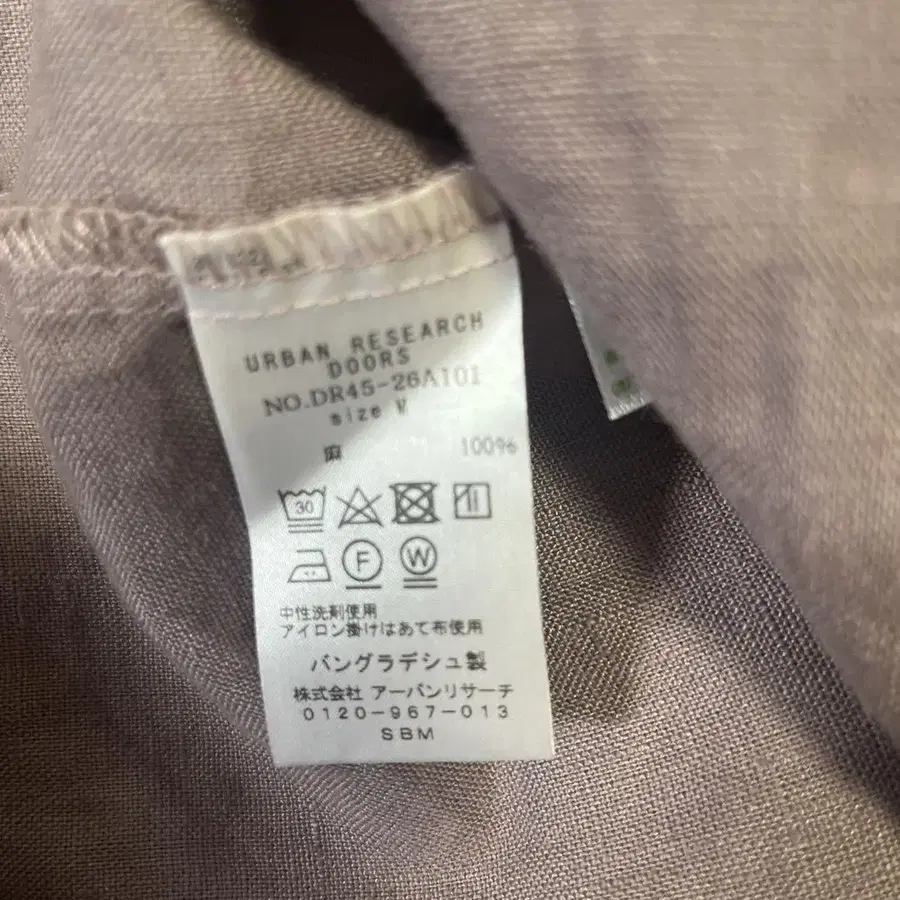 URBAN RESEARCH
DOORS
NO.DR45-26A101
size M
麻 100%
30
F W
中性洗剤使用
アイロン掛けはあて布使用
バングラデシュ製
株式会社 アーバンリサーチ
0120-967-013
SBM